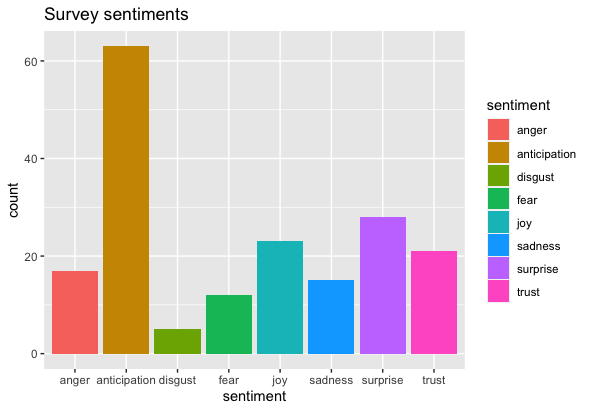 Survey sentiments
60
40
20
0
count
anger anticipation disgust fear joy sadness surprise trust
sentiment
sentiment
anger
anticipation
disgust
fear
joy
sadness
surprise
trust